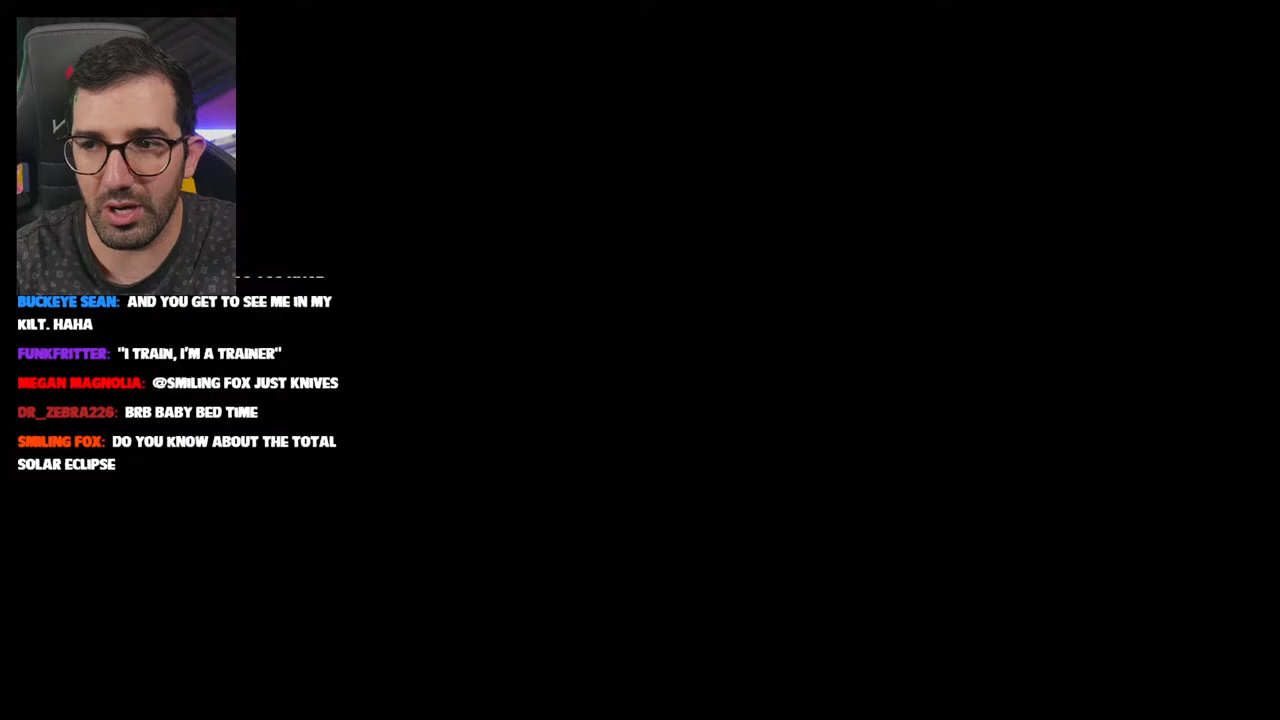 BUCKEYE SEAN: AND YOU GET TO SEE ME IN MY
KILT. HAHA
FUNKFRITTER: "I TRAIN, I'M A TRAINER"
MEGAN MAGNOLIA: @SMILING FOX JUST KNIVES
DR_ZEBRA226: BRB BABY BED TIME
SMILING FOX: DO YOU KNOW ABOUT THE TOTAL
SOLAR ECLIPSE